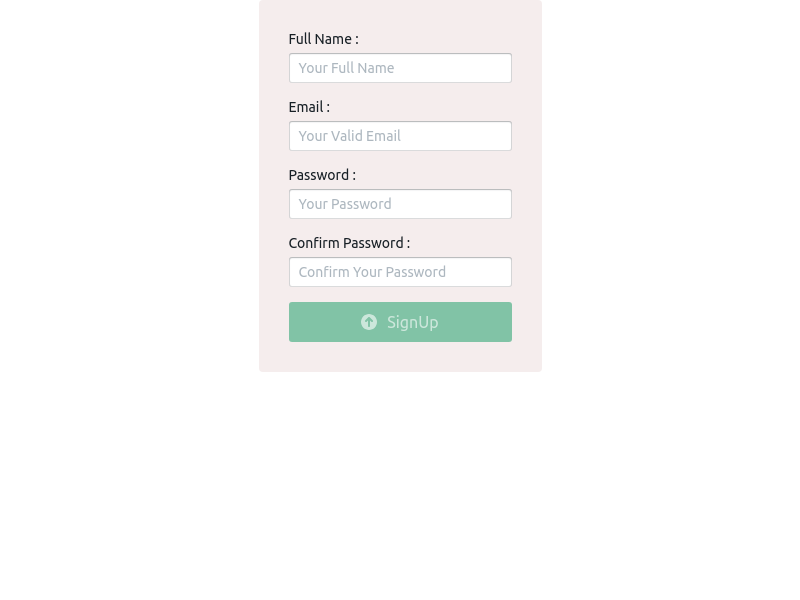 Full Name :
Your Full Name
Email :
Your Valid Email
Password :
Your Password
Confirm Password :
Confirm Your Password
SignUp